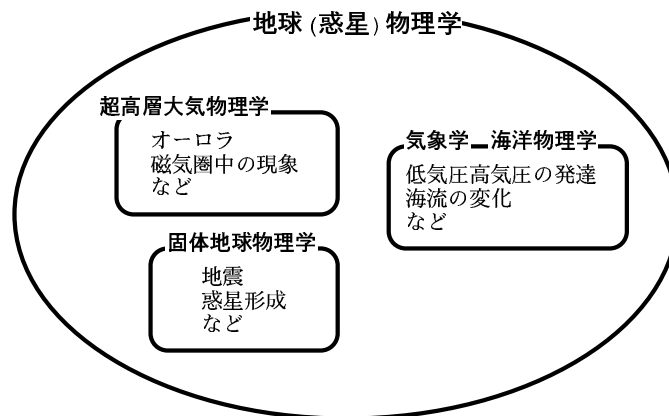 地球（惑星）物理学
超高層大気物理学
オーロラ
磁気圏中の現象
など
気象学　海洋物理学
低気圧高気圧の発達
海流の変化
など
固体地球物理学
地震
惑星形成
など